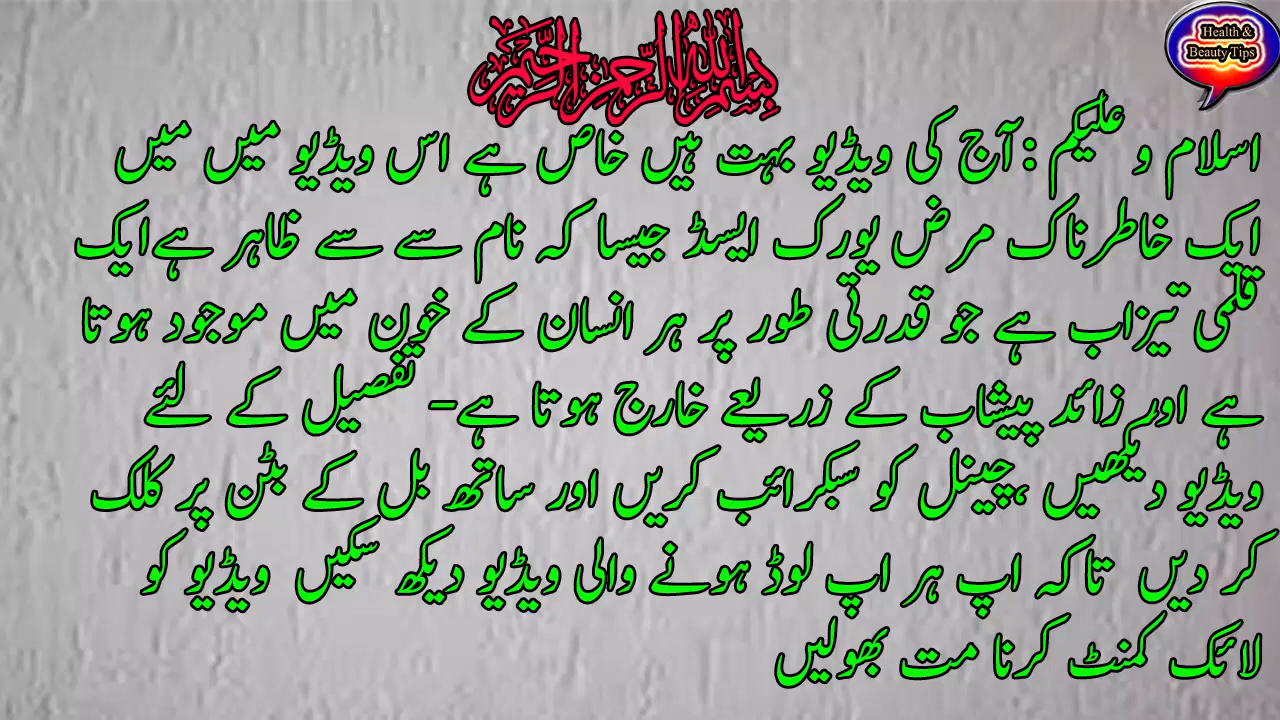 بسم اللہ الرحمن الرحیم
Health &
Beauty Tips
اسلام و علیکم : آج کی ویڈیو بہت ہیں خاص ہے اس ویڈیو میں میں
ایک خاطرناک مرض یورک ایسڈ جیسا کہ نام سے سے ظاہر ہے ایک
قلمی تیزاب ہے جو قدرتی طور پر ہر انسان کے خون میں موجود ہوتا
ہے اور زائد پیشاب کے زریعے خارج ہوتا ہے- تفصیل کے لئے
ویڈیو دیکھیں ،چینل کو سبکرائب کریں اور ساتھ بل کے بٹن پر کلک
کر دیں تاکہ اپ ہر اپ لوڈ ہونے والی ویڈیو دیکھ سکیں ویڈیو کو
لائک کمنٹ کرنا مت بھولیں